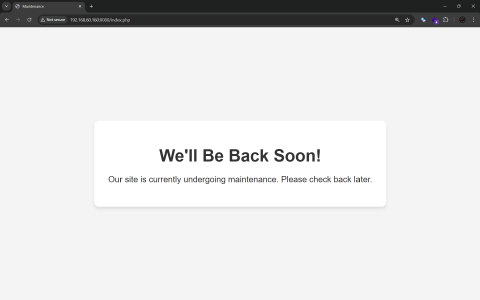 Maintenance
Not secure
192.168.60.160:8080/index.php
We'll Be Back Soon!
Our site is currently undergoing maintenance. Please check back later.